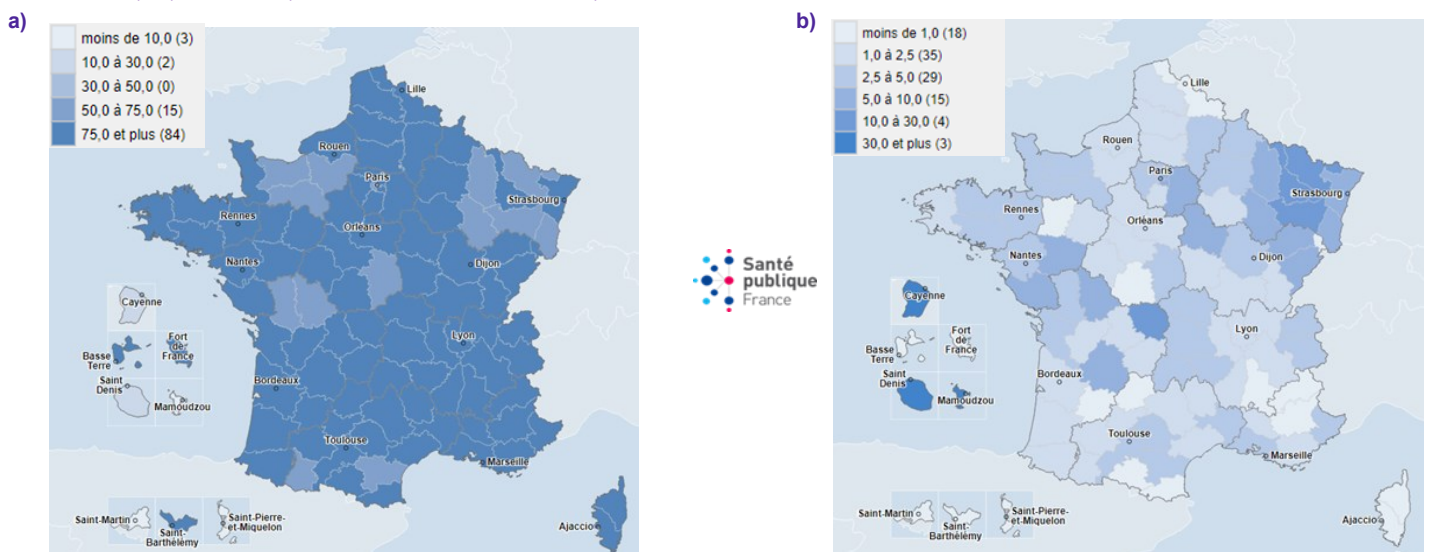 a)
moins de 10,0 (3)
10,0 à 30,0 (2)
30,0 à 50,0 (0)
50,0 à 75,0 (15)
75,0 et plus (84)
Lille
Rouen
Paris
Strasbourg
Rennes
Orléans
Nantes
Dijon
Cayenne
Fort
de
France
Basse
Terre
Lyon
Saint
Denis
Mamoudzou
Bordeaux
Toulouse
Marseille
Saint-Martin
Saint-
Barthélémy
Saint-Pierre-
et-Miquelon
Ajaccio
Santé
publique
France
b)
moins de 1,0 (18)
1,0 à 2,5 (35)
2,5 à 5,0 (29)
5,0 à 10,0 (15)
10,0 à 30,0 (4)
30,0 et plus (3)
Lille
Rouen
Paris
Strasbourg
Rennes
Orléans
Nantes
Dijon
Cayenne
Fort
de
France
Basse
Terre
Lyon
Saint
Denis
Mamoudzou
Bordeaux
Toulouse
Marseille
Saint-Martin
Saint-
Barthélémy
Saint-Pierre-
et-Miquelon
Ajaccio